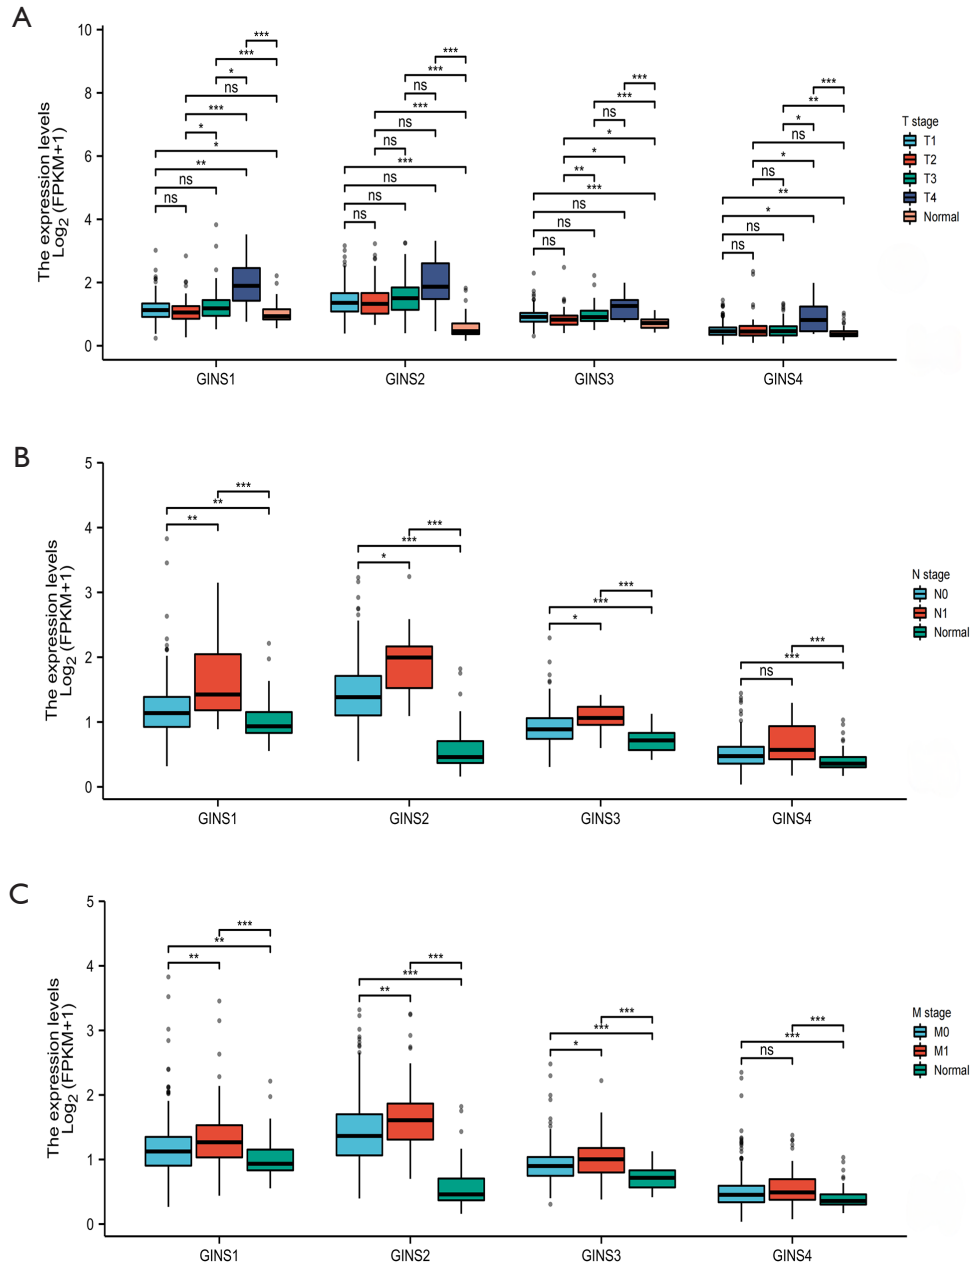 A
The expression levels
Log2 (FPKM+1)
10
8
6
4
2
0
***
***
*
ns
***
*
*
**
ns
ns
***
***
ns
***
ns
ns
***
ns
ns
ns
***
***
ns
*
*
**
***
ns
ns
ns
***
**
*
ns
*
ns
**
*
ns
ns
GINS1 GINS2 GINS3 GINS4
T stage
T1
T2
T3
T4
Normal
B
The expression levels
Log2 (FPKM+1)
5
4
3
2
1
0
***
**
**
***
***
*
***
***
*
***
***
ns
GINS1 GINS2 GINS3 GINS4
N stage
N0
N1
Normal
C
The expression levels
Log2 (FPKM+1)
5
4
3
2
1
0
***
**
**
***
***
**
***
***
*
***
***
ns
GINS1 GINS2 GINS3 GINS4
M stage
M0
M1
Normal